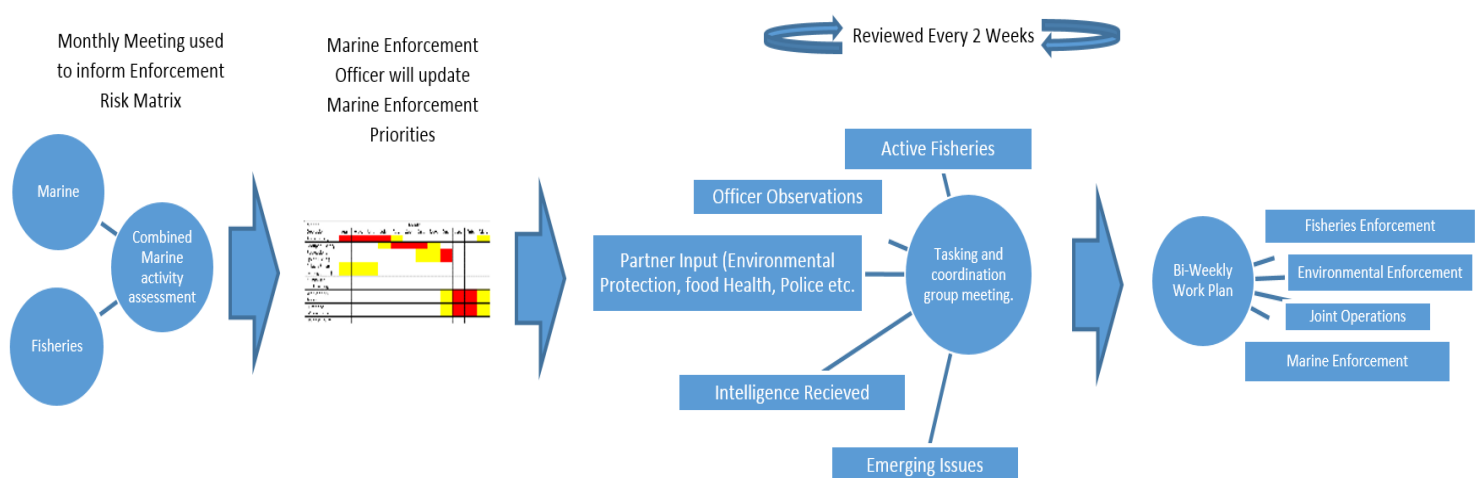 Monthly Meeting used
to inform Enforcement
Risk Matrix
Marine
Fisheries
Combined
Marine
activity
assessment
Marine Enforcement
Officer will update
Marine Enforcement
Priorities
Reviewed Every 2 Weeks
Active Fisheries
Officer Observations
Partner Input (Environmental
Protection, food Health, Police etc.
Intelligence Recieved
Emerging Issues
Tasking and
coordination
group meeting.
Bi-Weekly
Work Plan
Fisheries Enforcement
Environmental Enforcement
Joint Operations
Marine Enforcement